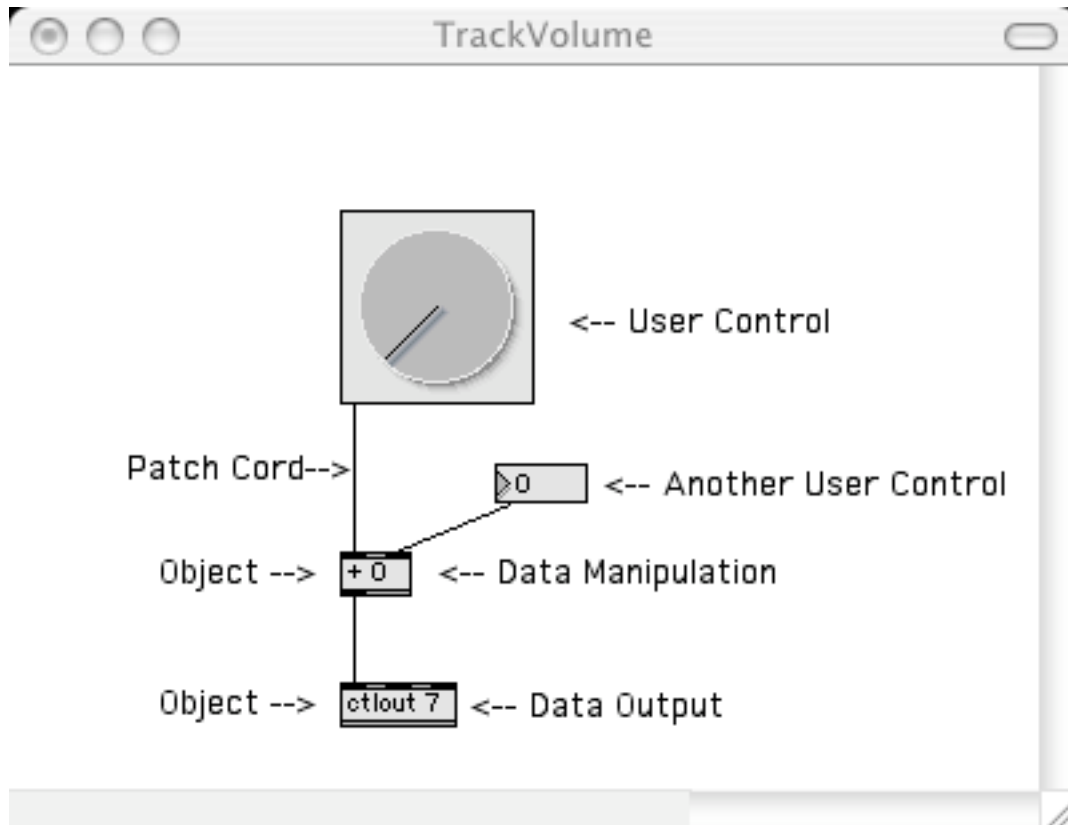 TrackVolume
<-- User Control
Patch Cord-->
0
<-- Another User Control
Object -->
+ 0
<-- Data Manipulation
Object -->
ctlout 7
<-- Data Output